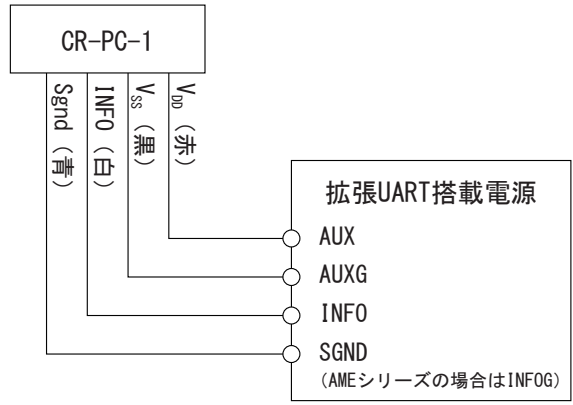 CR-PC-1
Sgnd (青)
INFO (白)
VSS (黒)
VDD (赤)
拡張UART搭載電源
AUX
AUXG
INFO
SGND
(AMEシリーズの場合はINFOG)